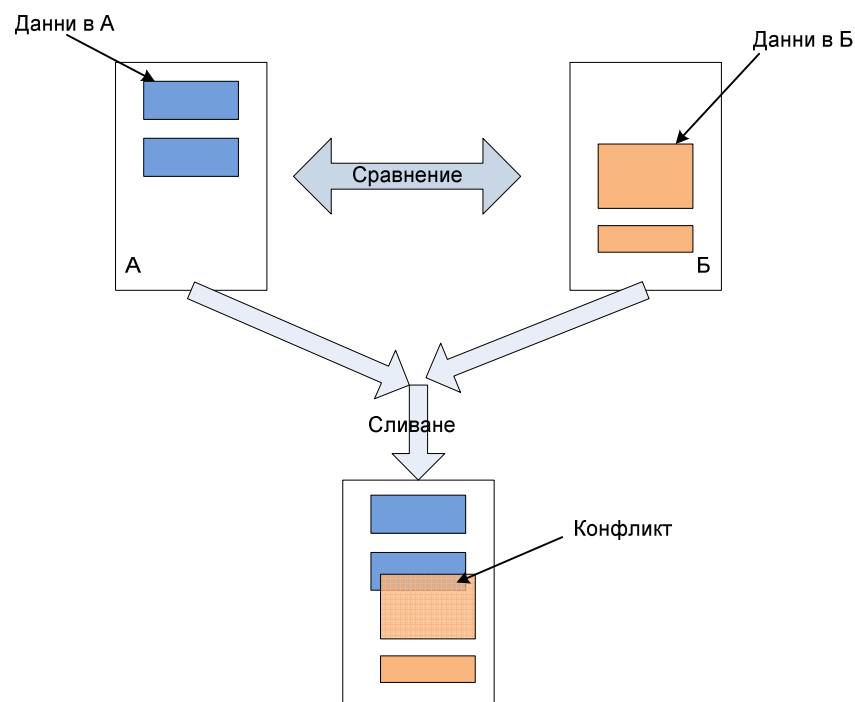 Данни в А
Данни в Б
Сравнение
А
Б
Сливане
Конфликт